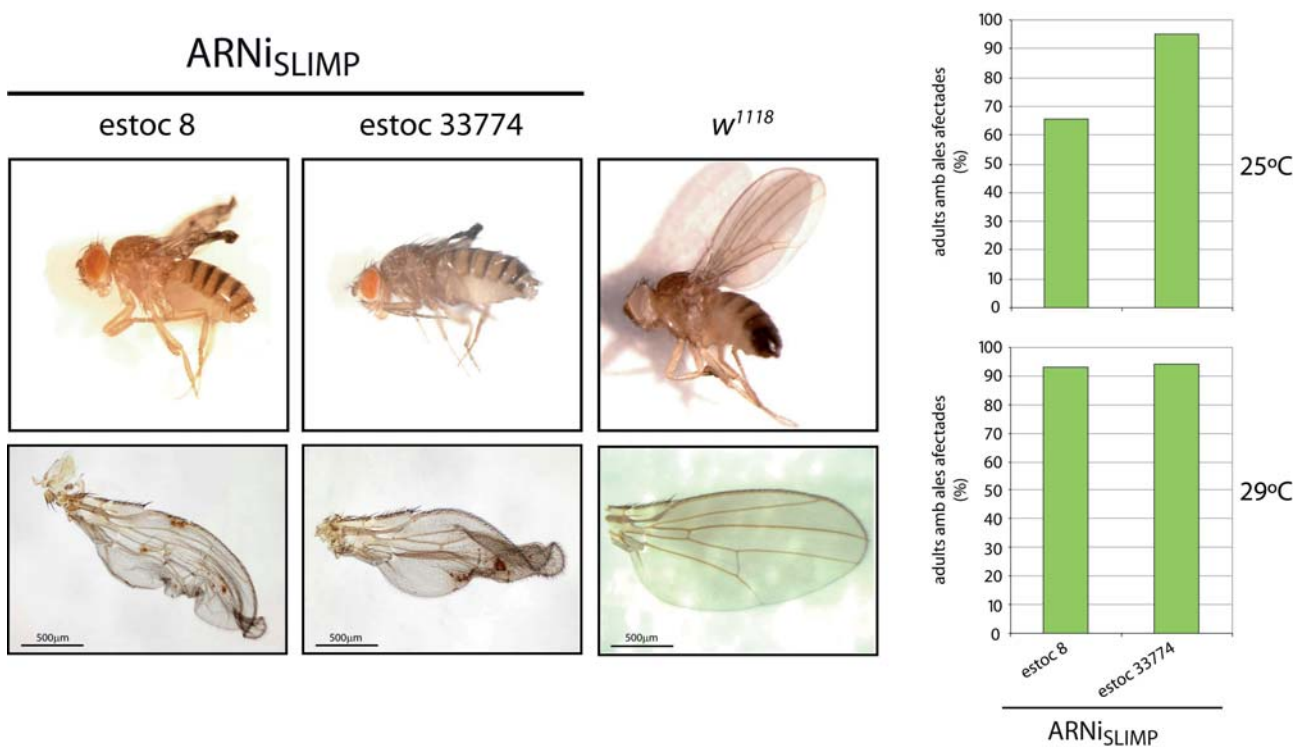 ARNiSLIMP
estoc 8
estoc 33774
w1118
500µm
500µm
500µm
100
90
80
70
60
50
40
30
20
10
0
adults amb ales afectades
(%)
25ºC
100
90
80
70
60
50
40
30
20
10
0
adults amb ales afectades
(%)
29ºC
estoc 8
estoc 33774
ARNiSLIMP